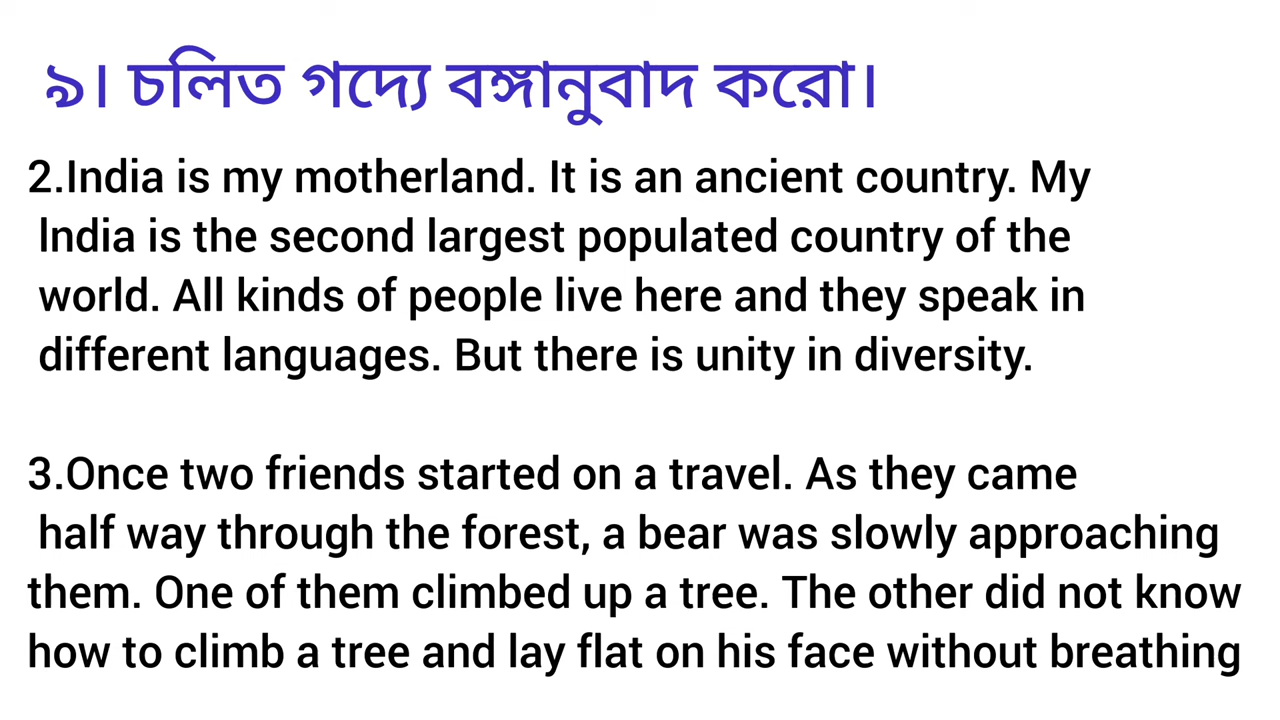 ৯। চলিত গদ্যে বঙ্গানুবাদ করো।
2.India is my motherland. It is an ancient country. My
lndia is the second largest populated country of the
world. All kinds of people live here and they speak in
different languages. But there is unity in diversity.
3.Once two friends started on a travel. As they came
half way through the forest, a bear was slowly approaching
them. One of them climbed up a tree. The other did not know
how to climb a tree and lay flat on his face without breathing